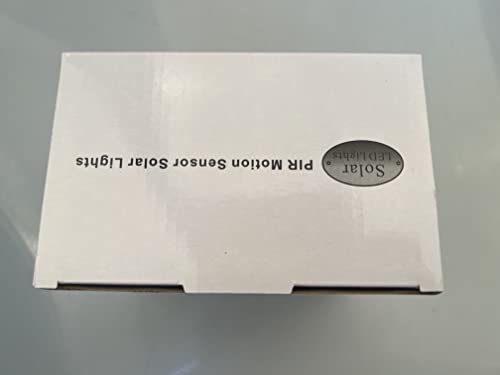 Solar
LED Lights
PIR Motion Sensor Solar Lights